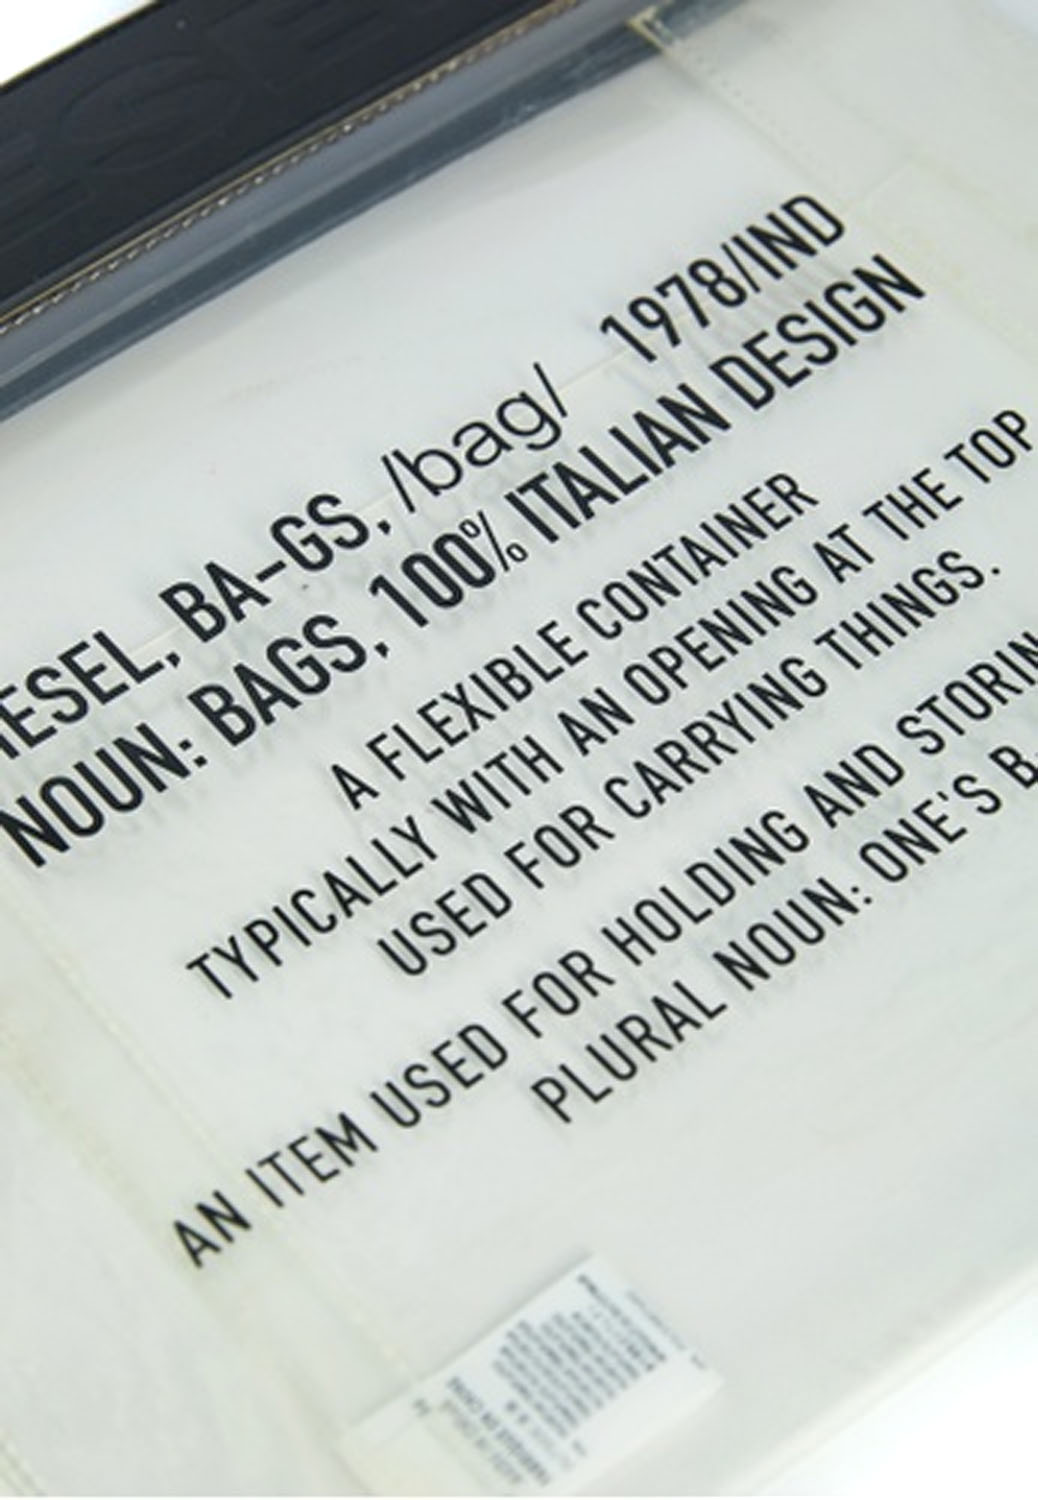 IESEL, BA-GS, /bag/ 1978/IND
NOUN: BAGS, 100% ITALIAN DESIGN
A FLEXIBLE CONTAINER
TYPICALLY WITH AN OPENING AT THE TOP
USED FOR CARRYING THINGS.
AN ITEM USED FOR HOLDING AND STORIN
PLURAL NOUN: ONE'S B